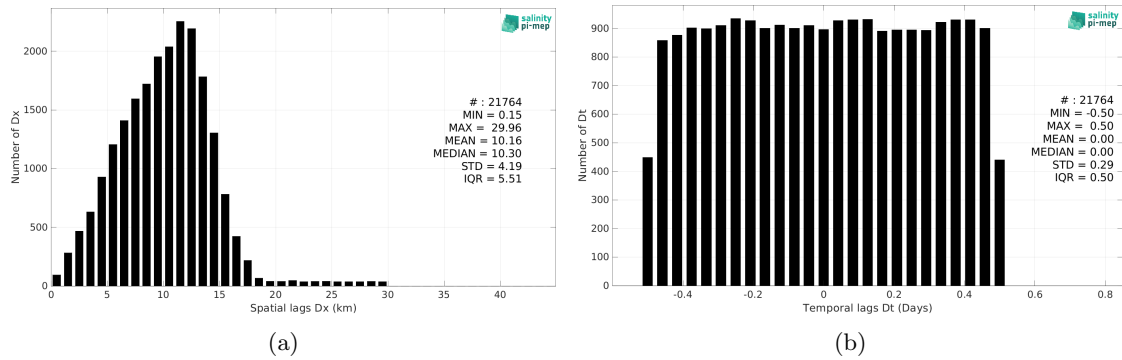 salinity
pi-mep
2000
1500
1000
500
0
Number of Dx
# : 21764
MIN = 0.15
MAX = 29.96
MEAN = 10.16
MEDIAN = 10.30
STD = 4.19
IQR = 5.51
0 5 10 15 20 25 30 35 40
Spatial lags Dx (km)
(a)
salinity
pi-mep
900
800
700
600
500
400
300
200
100
0
Number of Dt
# : 21764
MIN = -0.50
MAX = 0.50
MEAN = 0.00
MEDIAN = 0.00
STD = 0.29
IQR = 0.50
-0.4 -0.2 0 0.2 0.4 0.6 0.8
Temporal lags Dt (Days)
(b)